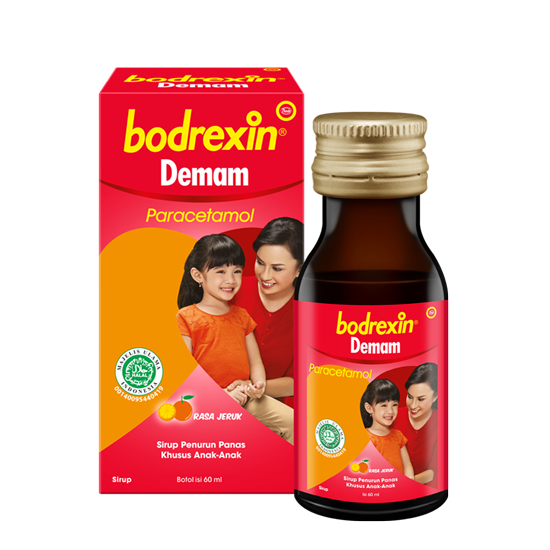 bodrexin®
Demam
Paracetamol
MAJELIS ULAMA
HALAL
INDONESIA
00140095440419
RASA JERUK
Sirup Penurun Panas
Khusus Anak-Anak
Sirup
Botol isi 60 ml
bodrexin®
Demam
Paracetamol
RASA JERUK
Sirup Penurun Panas
Khusus Anak-Anak
Sirup
Isi 60 ml